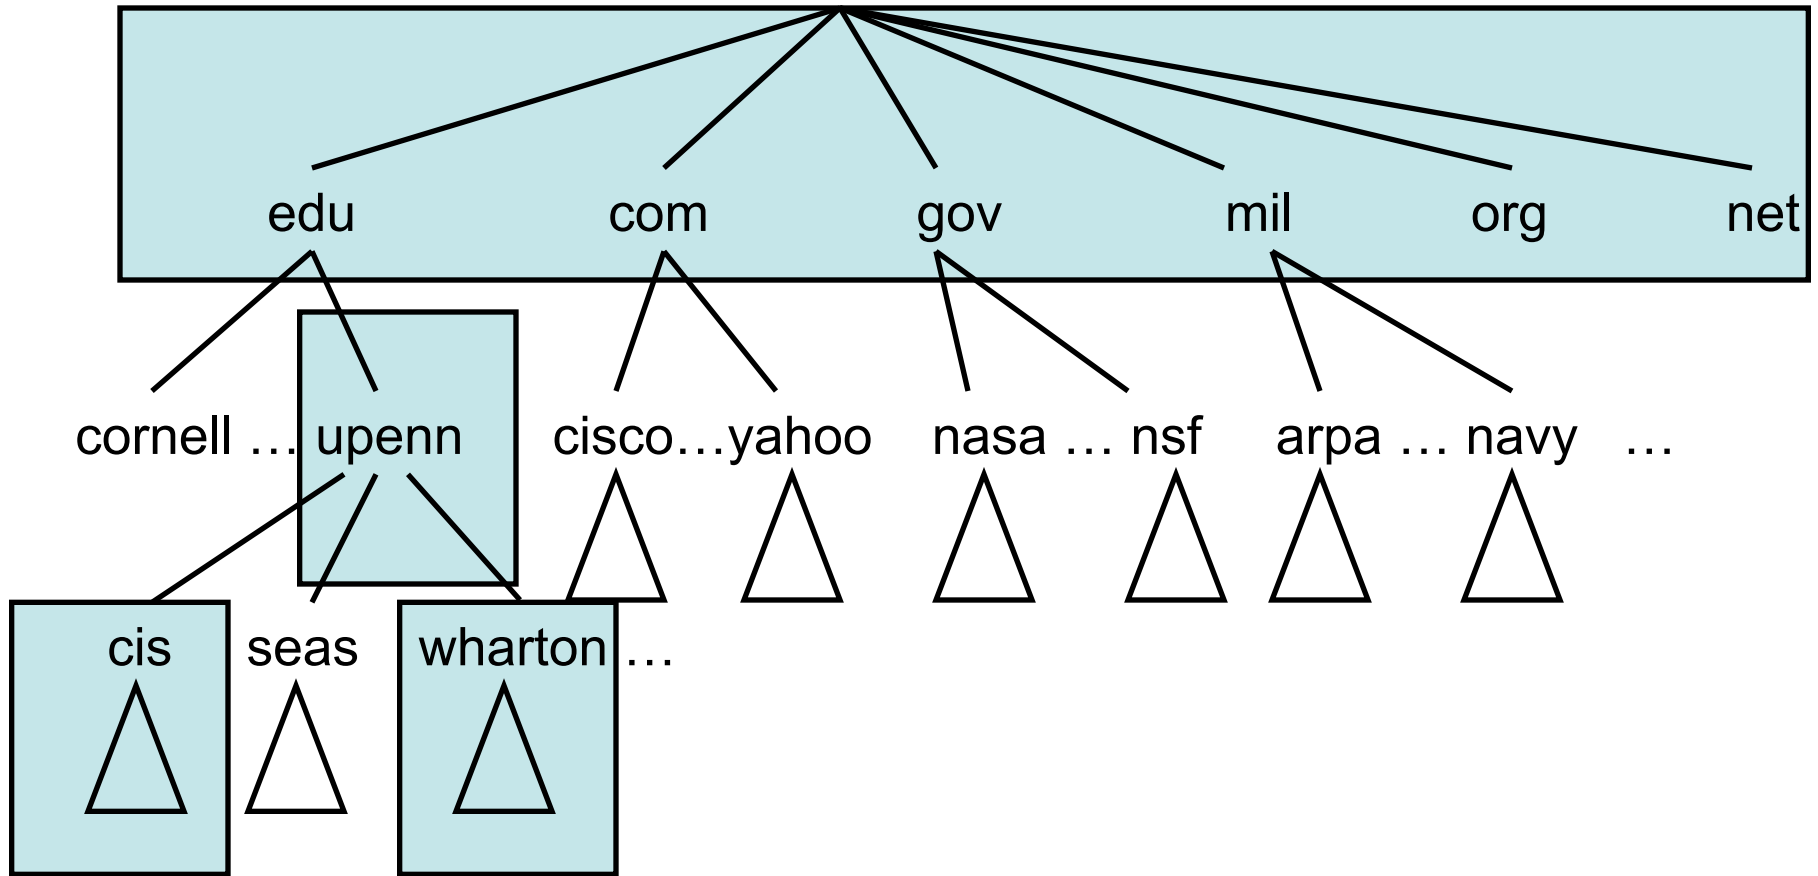 edu com gov mil org net
cornell … upenn cisco…yahoo nasa … nsf arpa … navy …
cis seas wharton …